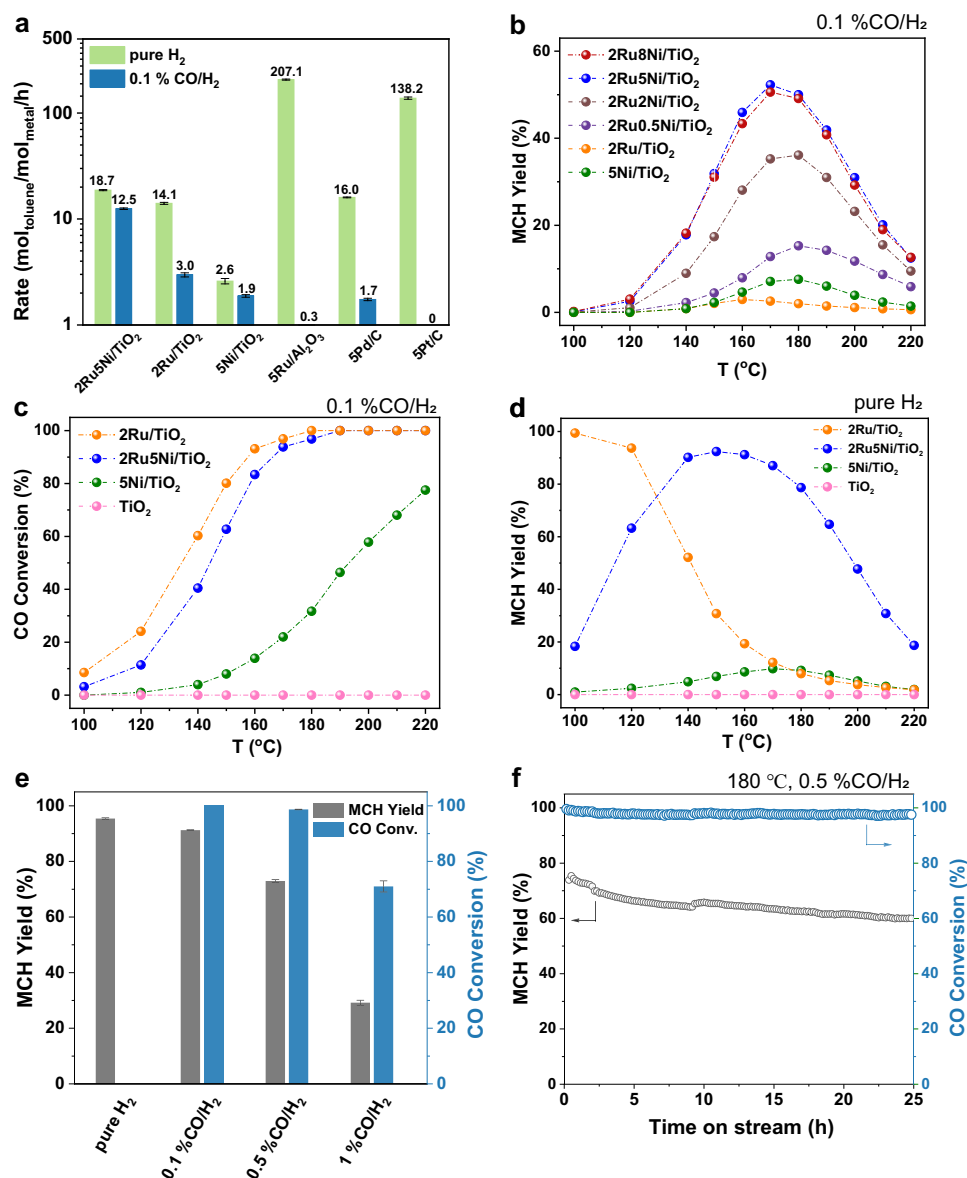 a
pure H₂
0.1 % CO/H₂
Rate (mol_toluene/mol_metal/h)
500
100
10
1
18.7
12.5
14.1
3.0
2.6
1.9
207.1
0.3
16.0
1.7
138.2
0
2Ru5Ni/TiO₂
2Ru/TiO₂
5Ni/TiO₂
5Ru/Al₂O₃
5Pd/C
5Pt/C
b
0.1 %CO/H₂
2Ru8Ni/TiO₂
2Ru5Ni/TiO₂
2Ru2Ni/TiO₂
2Ru0.5Ni/TiO₂
2Ru/TiO₂
5Ni/TiO₂
MCH Yield (%)
60
40
20
0
100 120 140 160 180 200 220
T (°C)
c
0.1 %CO/H₂
2Ru/TiO₂
2Ru5Ni/TiO₂
5Ni/TiO₂
TiO₂
CO Conversion (%)
100
80
60
40
20
0
100 120 140 160 180 200 220
T (°C)
d
pure H₂
2Ru/TiO₂
2Ru5Ni/TiO₂
5Ni/TiO₂
TiO₂
MCH Yield (%)
100
80
60
40
20
0
100 120 140 160 180 200 220
T (°C)
e
MCH Yield
CO Conv.
MCH Yield (%)
100
80
60
40
20
0
CO Conversion (%)
100
80
60
40
20
0
pure H₂
0.1 %CO/H₂
0.5 %CO/H₂
1 %CO/H₂
f
180 ℃, 0.5 %CO/H₂
MCH Yield (%)
100
80
60
40
20
0
CO Conversion (%)
100
80
60
40
20
0
0 5 10 15 20 25
Time on stream (h)